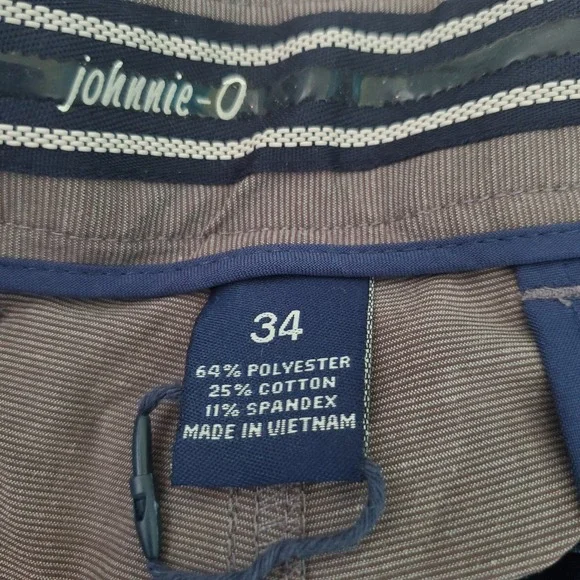 johnnie-O
34
64% POLYESTER
25% COTTON
11% SPANDEX
MADE IN VIETNAM